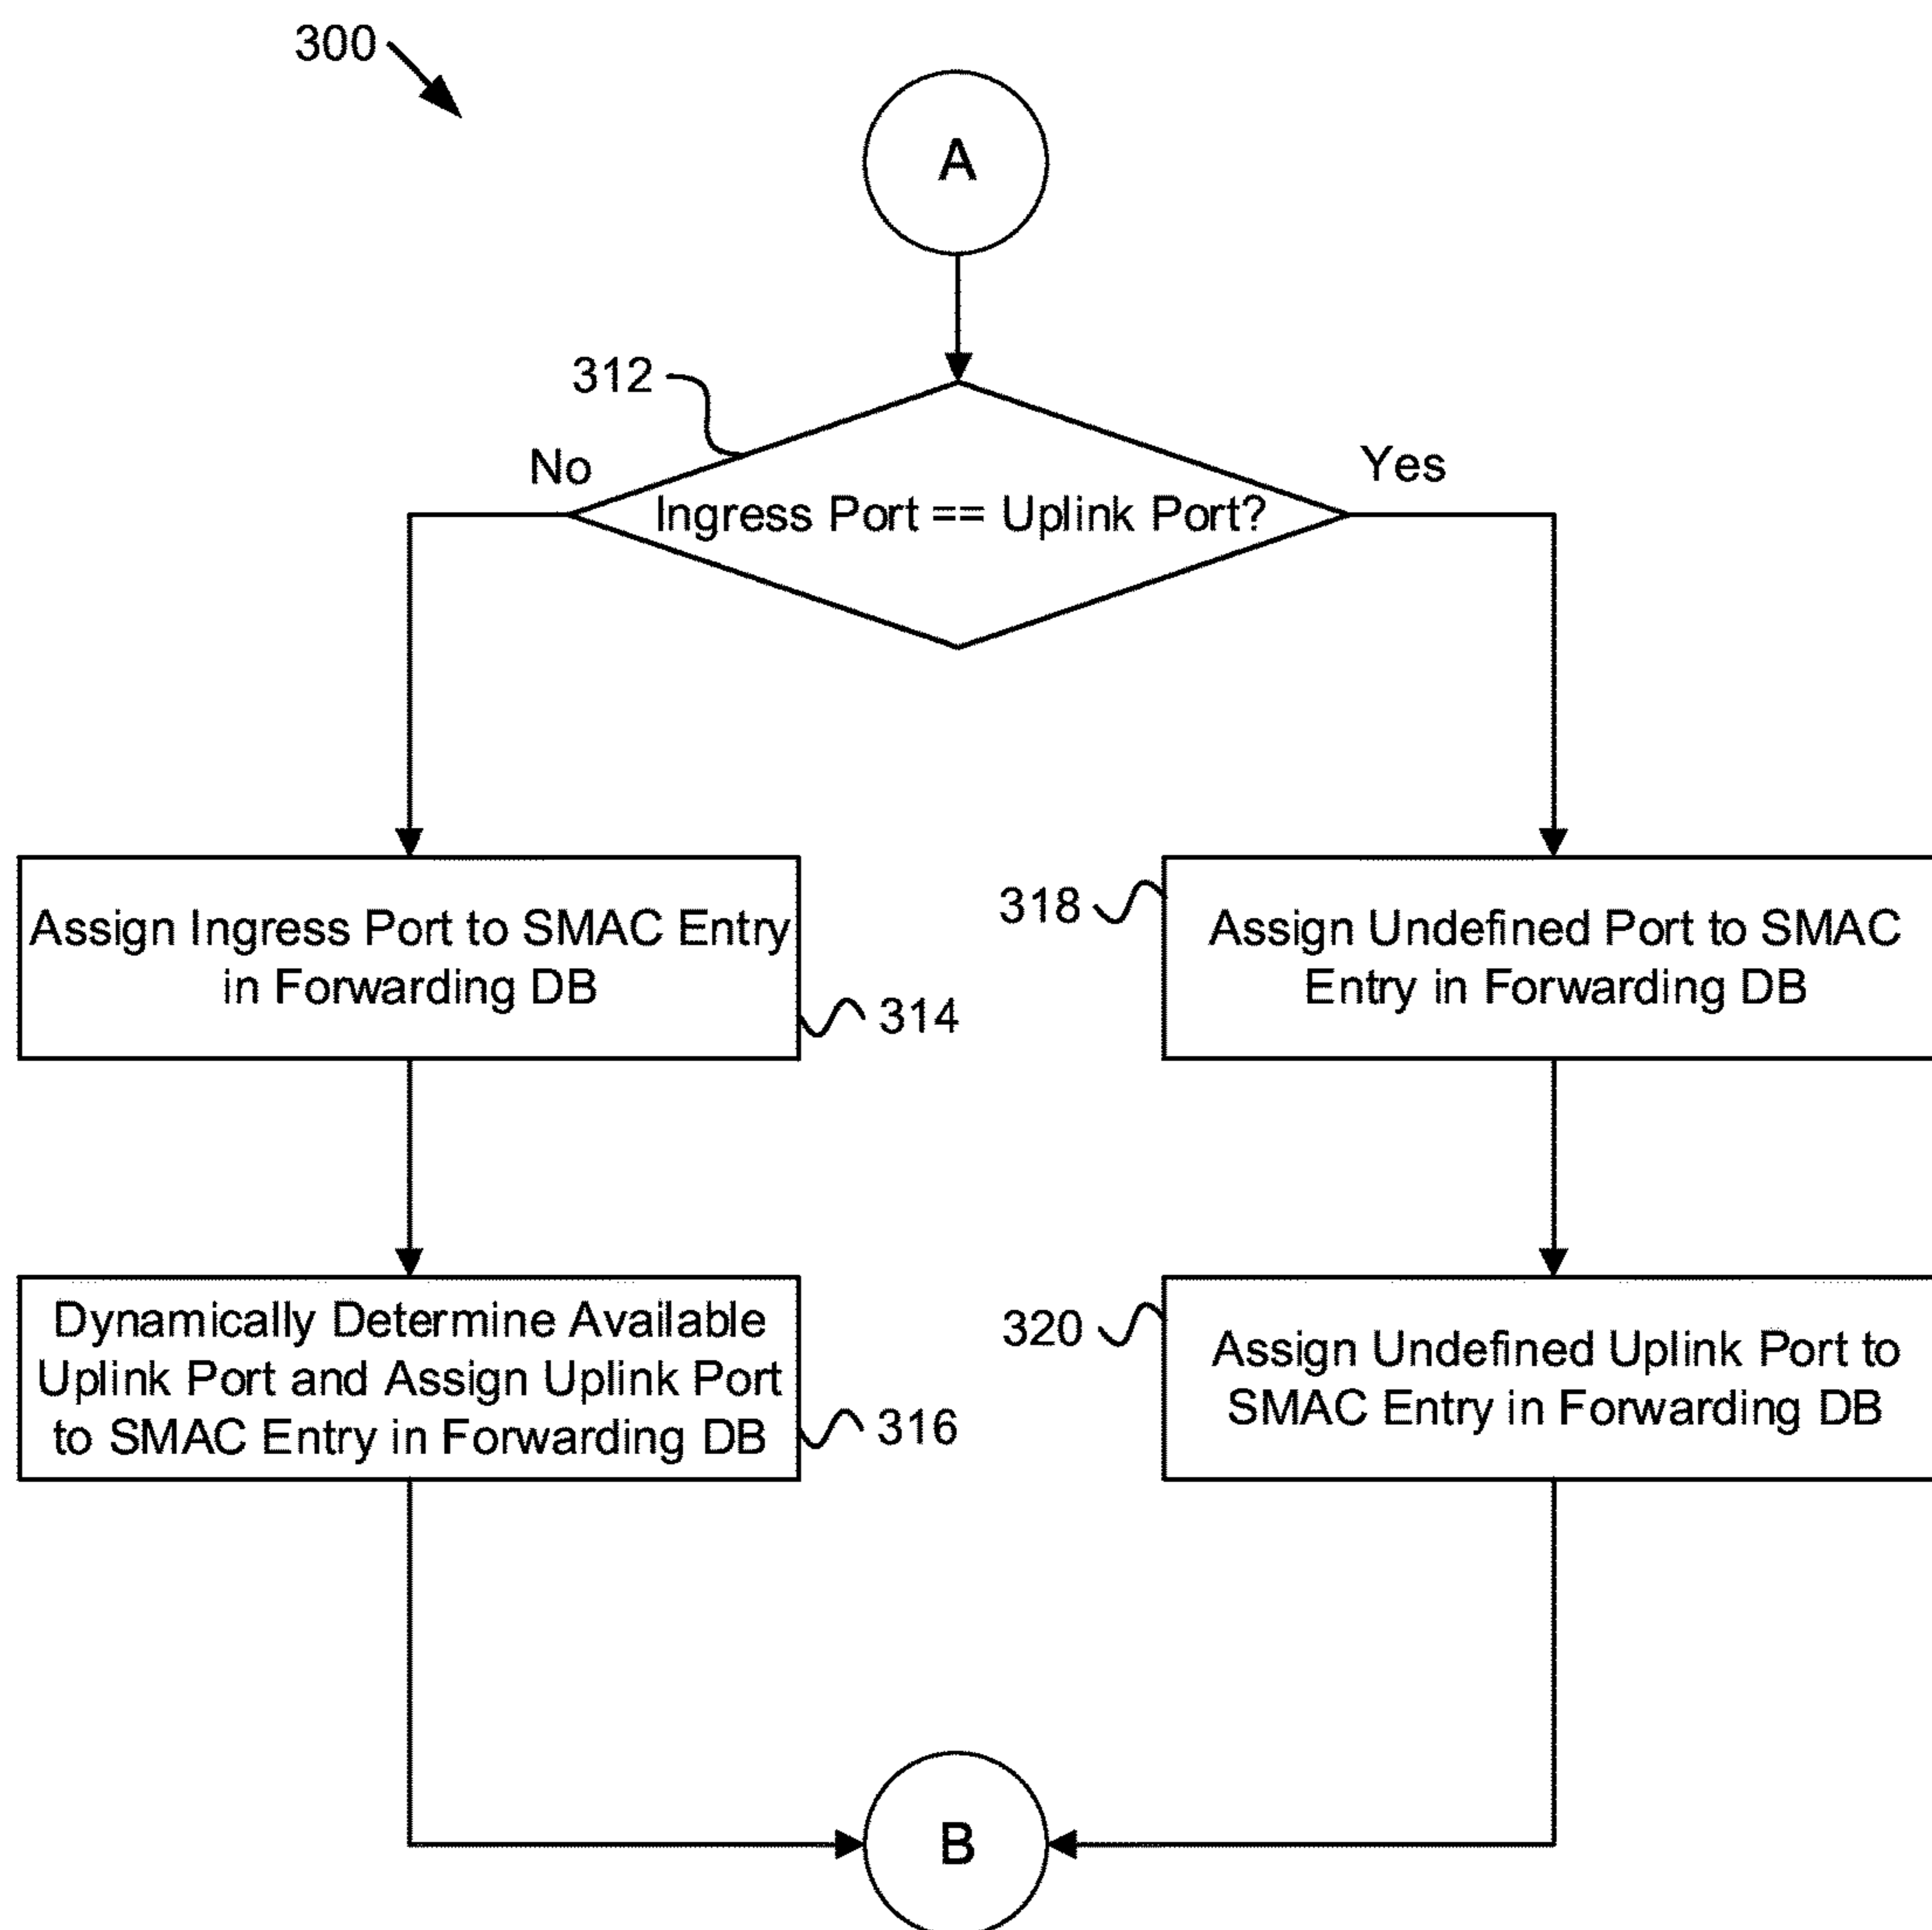 300
A
312
No
Yes
Ingress Port == Uplink Port?
Assign Ingress Port to SMAC Entry
in Forwarding DB
314
318
Assign Undefined Port to SMAC
Entry in Forwarding DB
Dynamically Determine Available
Uplink Port and Assign Uplink Port
to SMAC Entry in Forwarding DB
316
320
Assign Undefined Uplink Port to
SMAC Entry in Forwarding DB
B